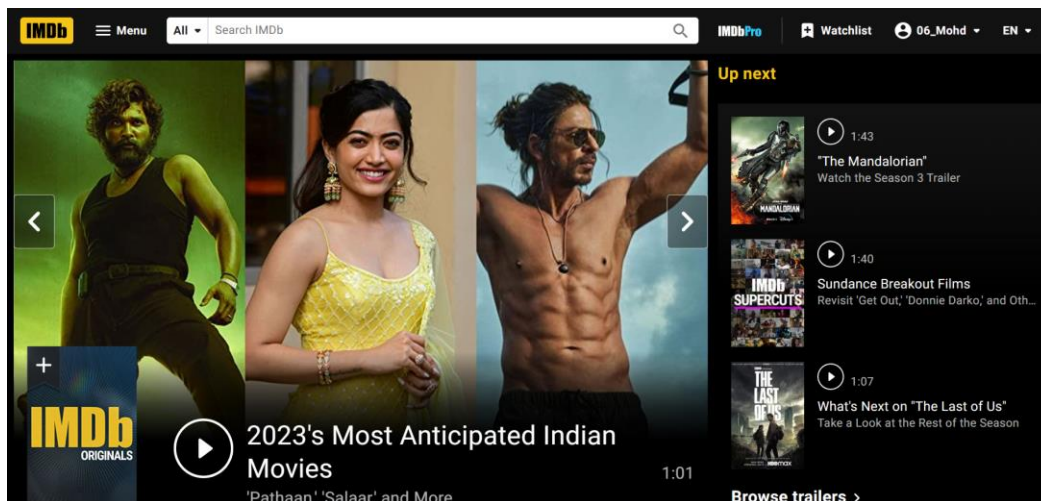 IMDb
Menu
All
Search IMDb
IMDbPro
Watchlist
06_Mohd
EN
Up next
1:43
"The Mandalorian"
Watch the Season 3 Trailer
MANDALORIAN
1:40
Sundance Breakout Films
Revisit 'Get Out,' 'Donnie Darko,' and Oth...
IMDb
SUPERCUTS
1:07
What's Next on "The Last of Us"
Take a Look at the Rest of the Season
THE
LAST
OF US
HBOmax
IMDb
ORIGINALS
2023's Most Anticipated Indian
Movies
1:01
'Pathaan,' 'Salaar' and More
Browse trailers